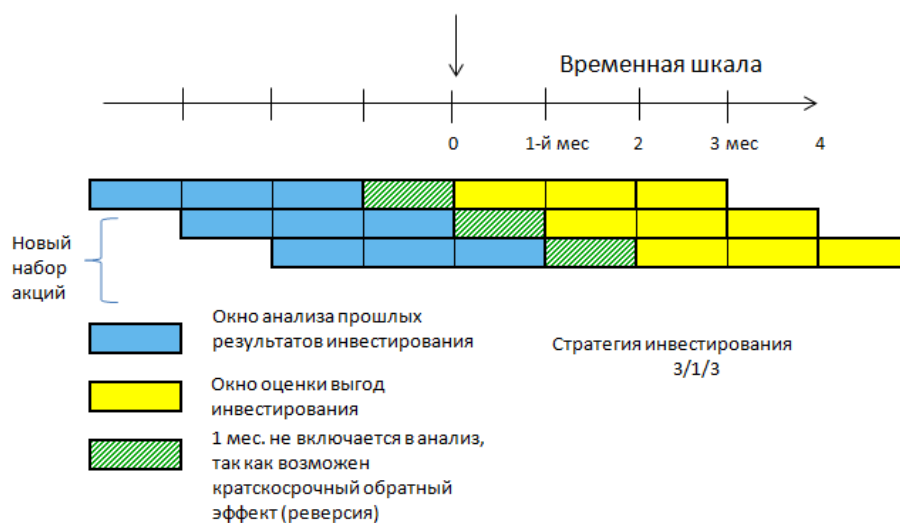 Временная шкала
0 1-й мес 2 3 мес 4
Новый
набор
акций
Окно анализа прошлых
результатов инвестирования
Стратегия инвестирования
3/1/3
Окно оценки выгод
инвестирования
1 мес. не включается в анализ,
так как возможен
кратскосрочный обратный
эффект (реверсия)